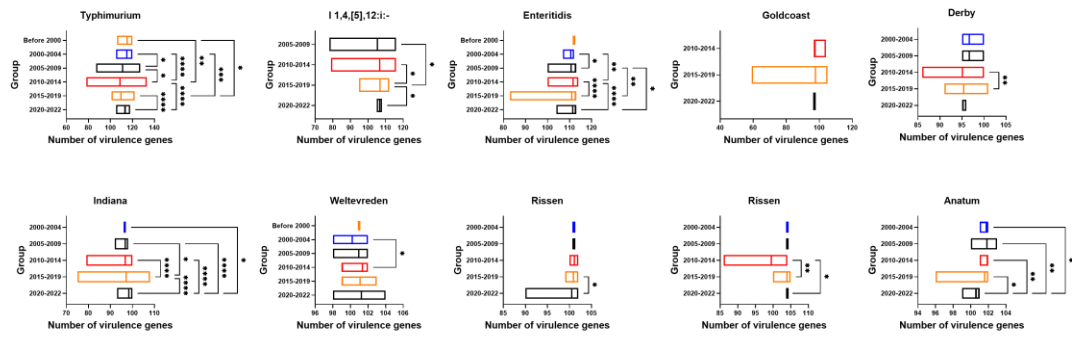 Typhimurium
Group
Before 2000
2000-2004
2005-2009
2010-2014
2015-2019
2020-2022
60 80 100 120 140
Number of virulence genes
I 1,4,[5],12:i:-
Group
2005-2009
2010-2014
2015-2019
2020-2022
70 80 90 100 110 120 130
Number of virulence genes
Enteritidis
Group
Before 2000
2000-2004
2005-2009
2010-2014
2015-2019
2020-2022
80 90 100 110 120
Number of virulence genes
Goldcoast
Group
2010-2014
2015-2019
2020-2022
40 60 80 100 120
Number of virulence genes
Derby
Group
2000-2004
2005-2009
2010-2014
2015-2019
2020-2022
85 90 95 100 105
Number of virulence genes
Indiana
Group
2000-2004
2005-2009
2010-2014
2015-2019
2020-2022
70 80 90 100 110
Number of virulence genes
Weltevreden
Group
Before 2000
2000-2004
2005-2009
2010-2014
2015-2019
2020-2022
96 98 100 102 104 106
Number of virulence genes
Rissen
Group
2000-2004
2005-2009
2010-2014
2015-2019
2020-2022
85 90 95 100 105
Number of virulence genes
Rissen
Group
2000-2004
2005-2009
2010-2014
2015-2019
2020-2022
85 90 95 100 105 110
Number of virulence genes
Anatum
Group
2000-2004
2005-2009
2010-2014
2015-2019
2020-2022
94 96 98 100 102 104
Number of virulence genes